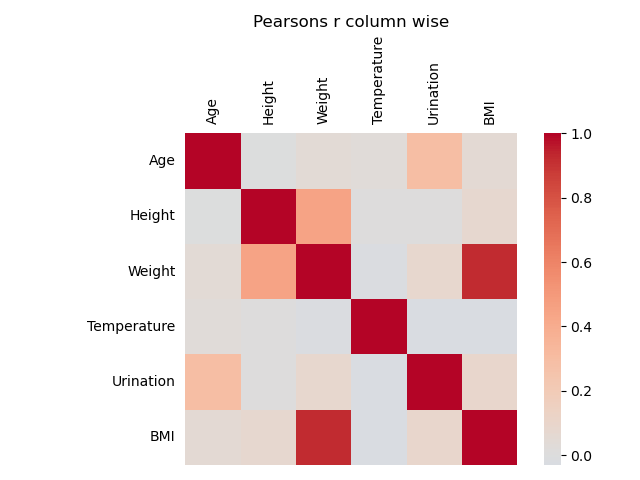 Pearsons r column wise
Age
Height
Weight
Temperature
Urination
BMI
Age
Height
Weight
Temperature
Urination
BMI
1.0
0.8
0.6
0.4
0.2
0.0